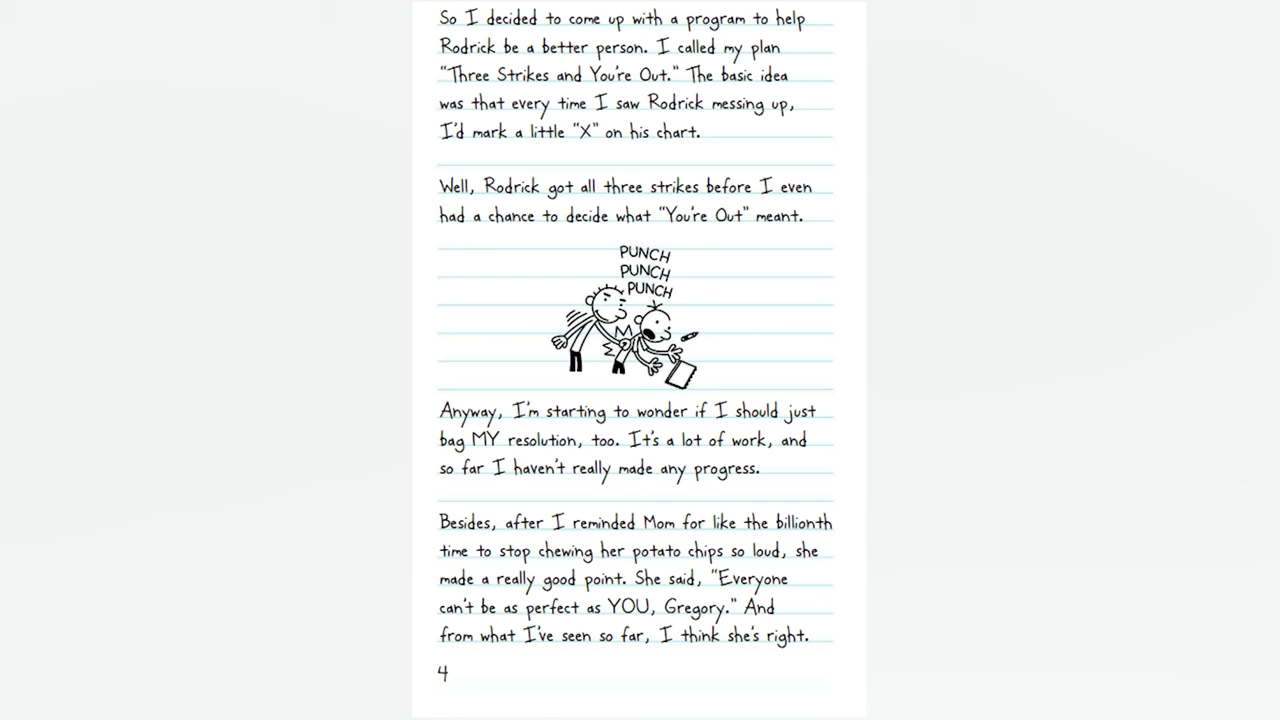 So I decided to come up with a program to help
Rodrick be a better person. I called my plan
“Three Strikes and You're Out.” The basic idea
was that every time I saw Rodrick messing up,
I'd mark a little “X” on his chart.
Well, Rodrick got all three strikes before I even
had a chance to decide what “You're Out” meant.
PUNCH
PUNCH
PUNCH
Anyway, I'm starting to wonder if I should just
bag MY resolution, too. It's a lot of work, and
so far I haven't really made any progress.
Besides, after I reminded Mom for like the billionth
time to stop chewing her potato chips so loud, she
made a really good point. She said, “Everyone
can't be as perfect as YOU, Gregory.” And
from what I've seen so far, I think she's right.
4